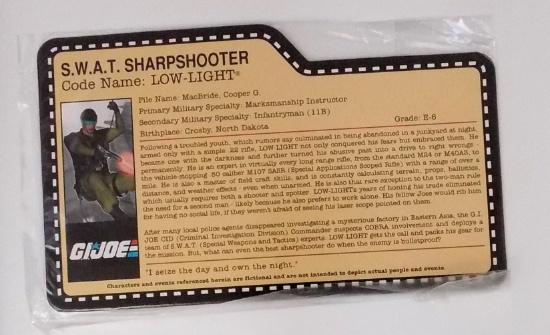 S.W.A.T. SHARPSHOOTER
Code Name: LOW-LIGHT®
File Name: MacBride, Cooper G.
Primary Military Specialty: Marksmanship Instructor
Secondary Military Specialty: Infantryman (11B)
Birthplace: Crosby, North Dakota Grade: E-6
Following a troubled youth, which rumors say culminated in being abandoned in a junkyard at night,
armed only with a simple .22 rifle, LOW-LIGHT not only conquered his fears but embraced them. He
became one with the darkness and further turned his abusive past into a drive to right wrongs -
permanently. He is an expert in virtually every long range rifle, from the standard M24 or M40A3, to
the vehicle-stopping .50 caliber M107 SASR (Special Applications Scoped Rifle) with a range of over a
mile. He is also a master of field craft skills, and is constantly calculating terrain, props, ballistics,
distance, and weather effects - even when unarmed. He is also that rare exception to the two-man rule
which usually requires both a shooter and spotter. LOW-LIGHT's years of honing his trade eliminated
the need for a second man - likely because he also prefers to work alone. His fellow Joes would rib him
for having no social life, if they weren't afraid of seeing his laser scope pointed on them.
After many local police agents disappeared investigating a mysterious factory in Eastern Asia, the G.I.
JOE CID (Criminal Investigation Division) Commander suspects COBRA involvements and deploys a
team of S.W.A.T. (Special Weapons and Tactics) experts. LOW-LIGHT gets the call and packs his gear for
the mission. But, what can even the best sharpshooter do when the enemy is bulletproof?
GI JOE
"I seize the day and own the night."
Characters and events referenced herein are fictional and are not intended to depict actual people and events.